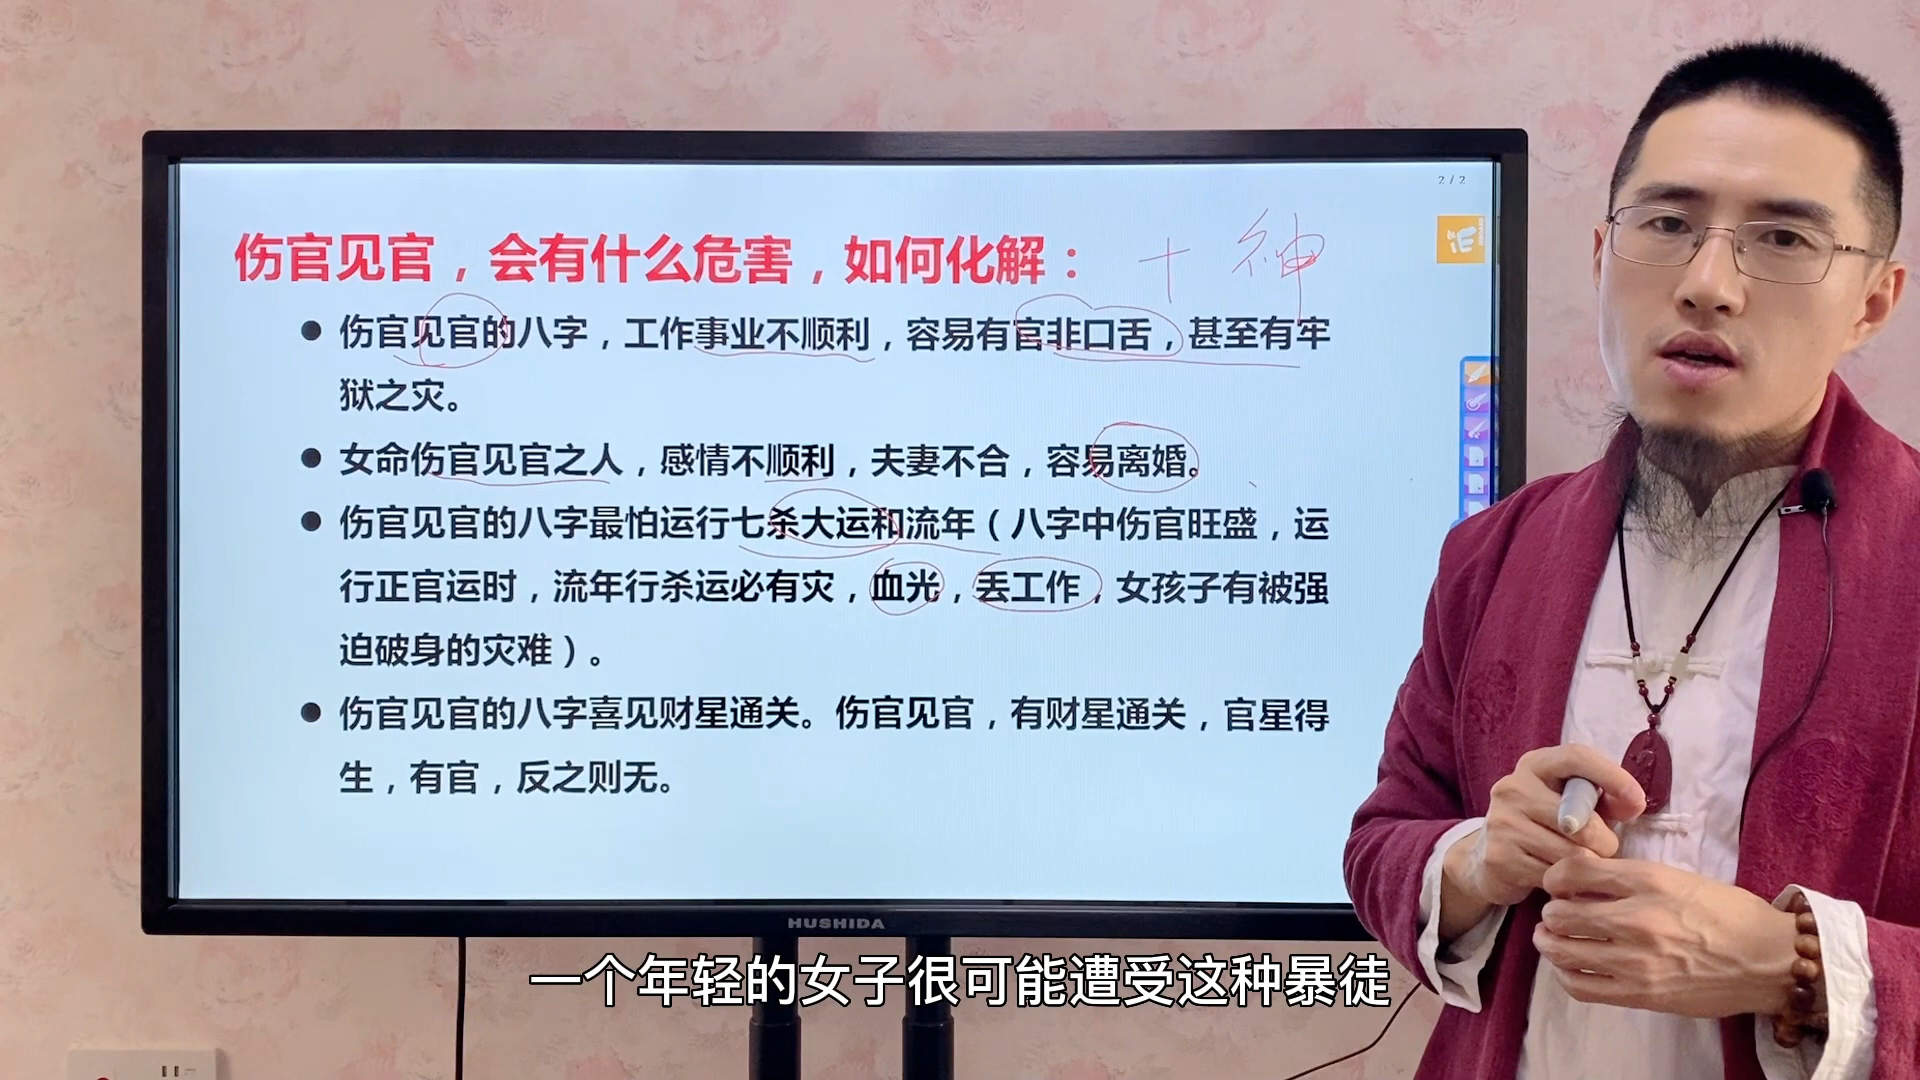 2 / 2
伤官见官，会有什么危害，如何化解：
十神
伤官见官的八字，工作事业不顺利，容易有官非口舌，甚至有牢
狱之灾。
女命伤官见官之人，感情不顺利，夫妻不合，容易离婚。
伤官见官的八字最怕运行七杀大运和流年（八字中伤官旺盛，运
行正官运时，流年行杀运必有灾，血光，丢工作，女孩子有被强
迫破身的灾难）。
伤官见官的八字喜见财星通关。伤官见官，有财星通关，官星得
生，有官，反之则无。
HUSHIDA
一个年轻的女子很可能遭受这种暴徒